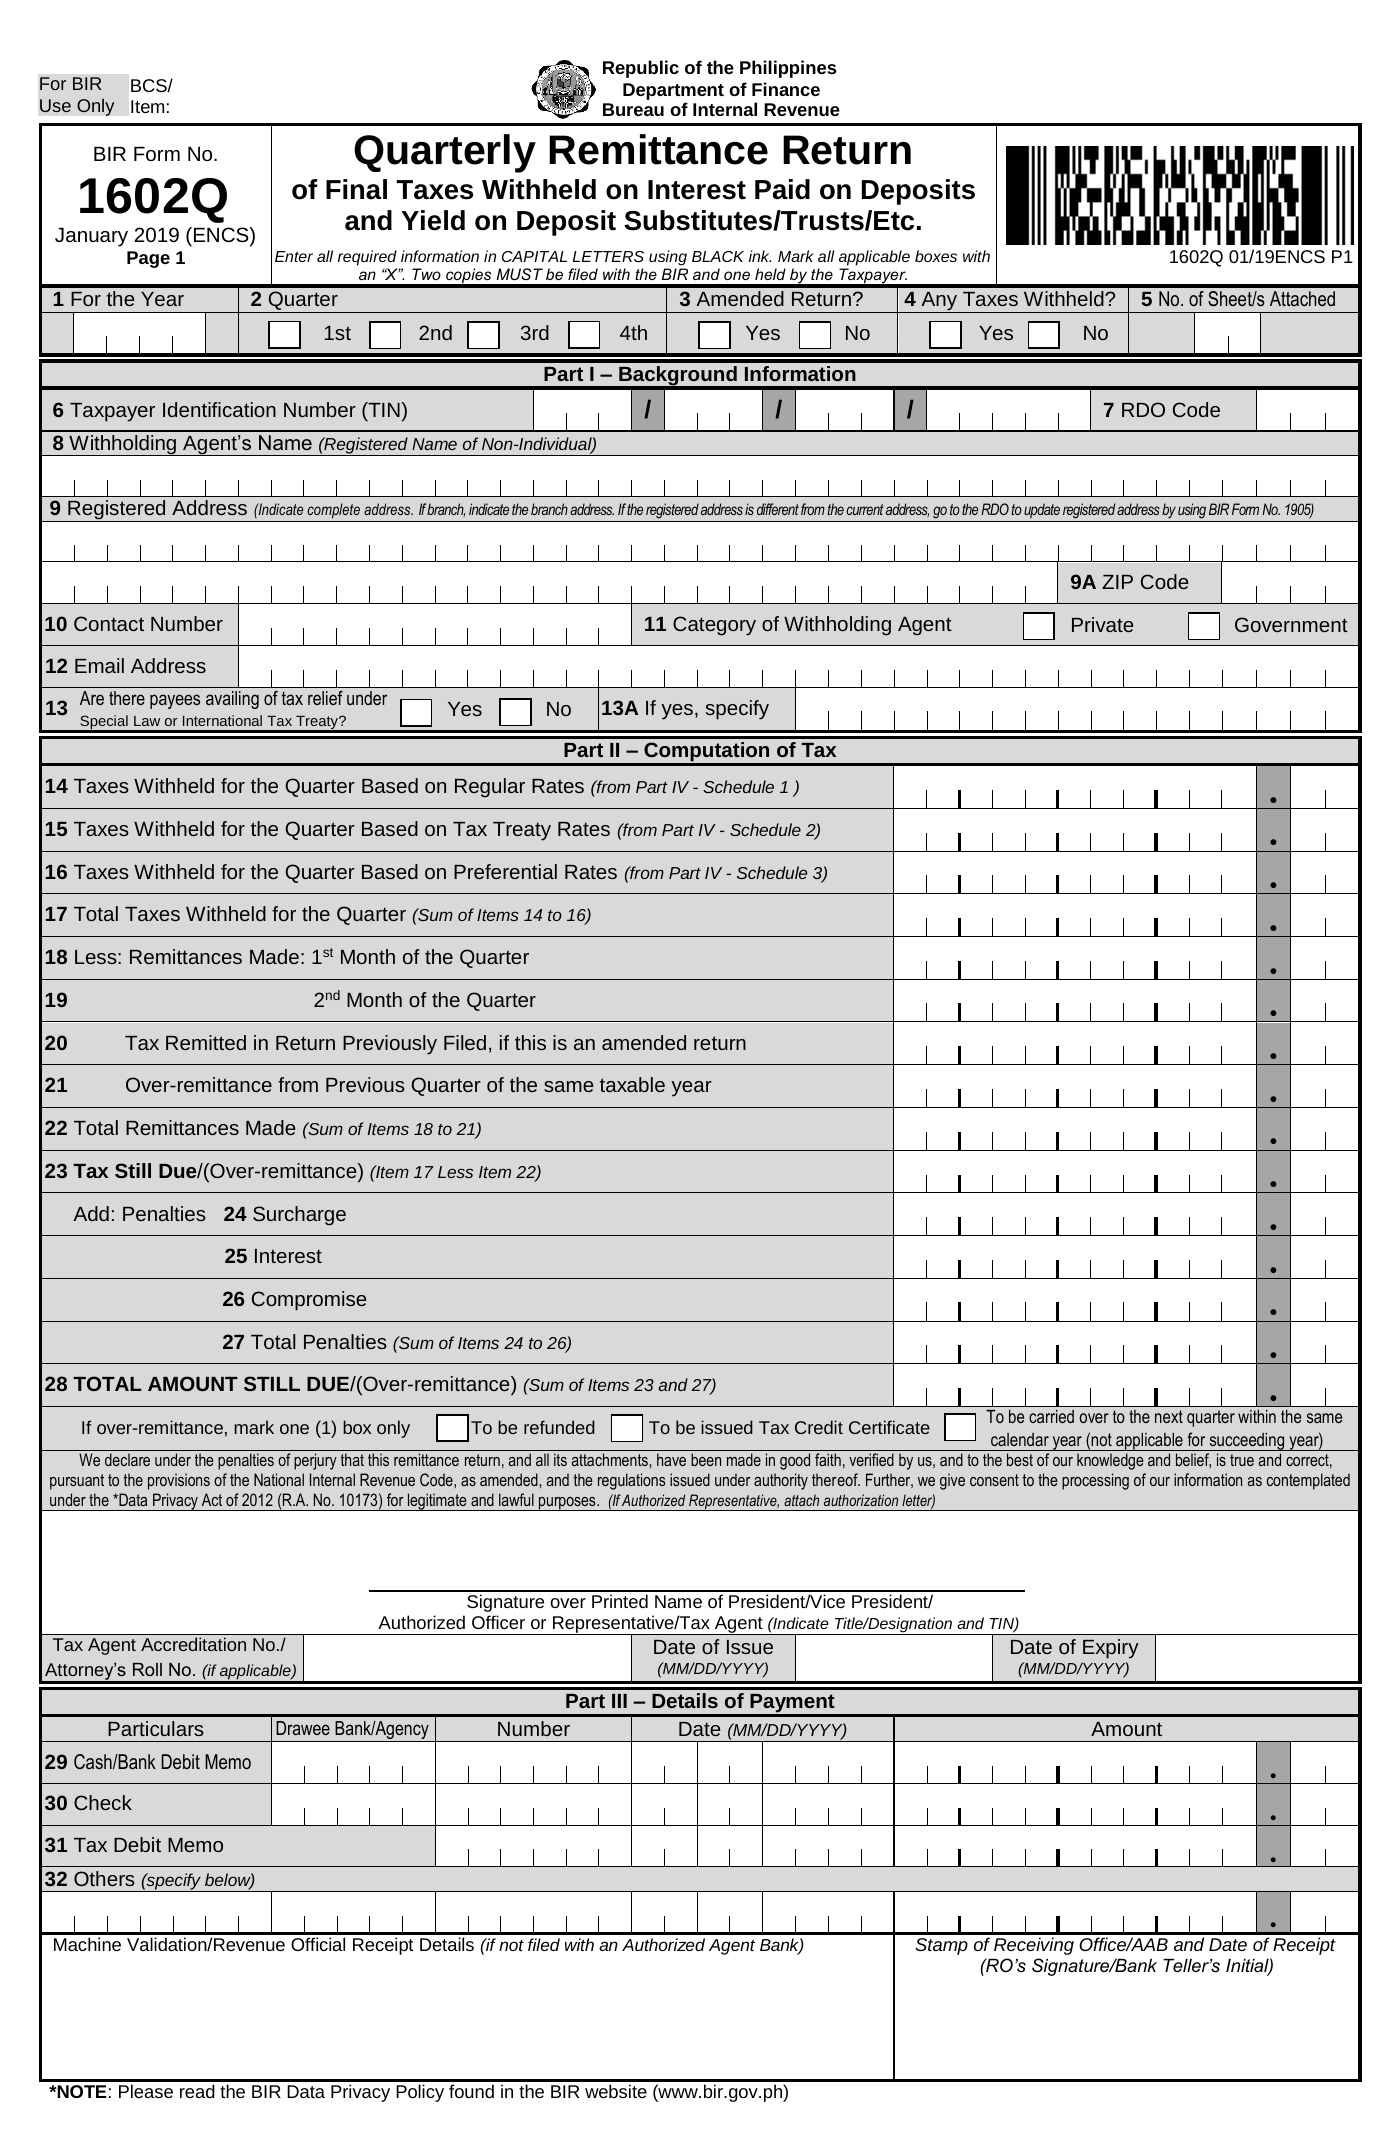 For BIR
Use Only
BCS/
Item:
Republic of the Philippines
Department of Finance
Bureau of Internal Revenue
BIR Form No.
1602Q
January 2019 (ENCS)
Page 1
Quarterly Remittance Return
of Final Taxes Withheld on Interest Paid on Deposits
and Yield on Deposit Substitutes/Trusts/Etc.
Enter all required information in CAPITAL LETTERS using BLACK ink. Mark all applicable boxes with
an “X”. Two copies MUST be filed with the BIR and one held by the Taxpayer.
1602Q 01/19ENCS P1
1 For the Year
2 Quarter
3 Amended Return?
4 Any Taxes Withheld?
5 No. of Sheet/s Attached
1st 2nd 3rd 4th
Yes No
Yes No
Part I – Background Information
6 Taxpayer Identification Number (TIN) / / /
7 RDO Code
8 Withholding Agent’s Name (Registered Name of Non-Individual)
9 Registered Address (Indicate complete address. If branch, indicate the branch address. If the registered address is different from the current address, go to the RDO to update registered address by using BIR Form No. 1905)
9A ZIP Code
10 Contact Number
11 Category of Withholding Agent Private Government
12 Email Address
13 Are there payees availing of tax relief under
Special Law or International Tax Treaty?
Yes No
13A If yes, specify
Part II – Computation of Tax
14 Taxes Withheld for the Quarter Based on Regular Rates (from Part IV - Schedule 1 )
15 Taxes Withheld for the Quarter Based on Tax Treaty Rates (from Part IV - Schedule 2)
16 Taxes Withheld for the Quarter Based on Preferential Rates (from Part IV - Schedule 3)
17 Total Taxes Withheld for the Quarter (Sum of Items 14 to 16)
18 Less: Remittances Made: 1st Month of the Quarter
19 2nd Month of the Quarter
20 Tax Remitted in Return Previously Filed, if this is an amended return
21 Over-remittance from Previous Quarter of the same taxable year
22 Total Remittances Made (Sum of Items 18 to 21)
23 Tax Still Due/(Over-remittance) (Item 17 Less Item 22)
Add: Penalties 24 Surcharge
25 Interest
26 Compromise
27 Total Penalties (Sum of Items 24 to 26)
28 TOTAL AMOUNT STILL DUE/(Over-remittance) (Sum of Items 23 and 27)
If over-remittance, mark one (1) box only To be refunded To be issued Tax Credit Certificate
To be carried over to the next quarter within the same
calendar year (not applicable for succeeding year)
We declare under the penalties of perjury that this remittance return, and all its attachments, have been made in good faith, verified by us, and to the best of our knowledge and belief, is true and correct,
pursuant to the provisions of the National Internal Revenue Code, as amended, and the regulations issued under authority thereof. Further, we give consent to the processing of our information as contemplated
under the *Data Privacy Act of 2012 (R.A. No. 10173) for legitimate and lawful purposes. (If Authorized Representative, attach authorization letter)
Signature over Printed Name of President/Vice President/
Authorized Officer or Representative/Tax Agent (Indicate Title/Designation and TIN)
Tax Agent Accreditation No./
Attorney’s Roll No. (if applicable)
Date of Issue
(MM/DD/YYYY)
Date of Expiry
(MM/DD/YYYY)
Part III – Details of Payment
Particulars Drawee Bank/Agency Number Date (MM/DD/YYYY) Amount
29 Cash/Bank Debit Memo
30 Check
31 Tax Debit Memo
32 Others (specify below)
Machine Validation/Revenue Official Receipt Details (if not filed with an Authorized Agent Bank)
Stamp of Receiving Office/AAB and Date of Receipt
(RO’s Signature/Bank Teller’s Initial)
*NOTE: Please read the BIR Data Privacy Policy found in the BIR website (www.bir.gov.ph)